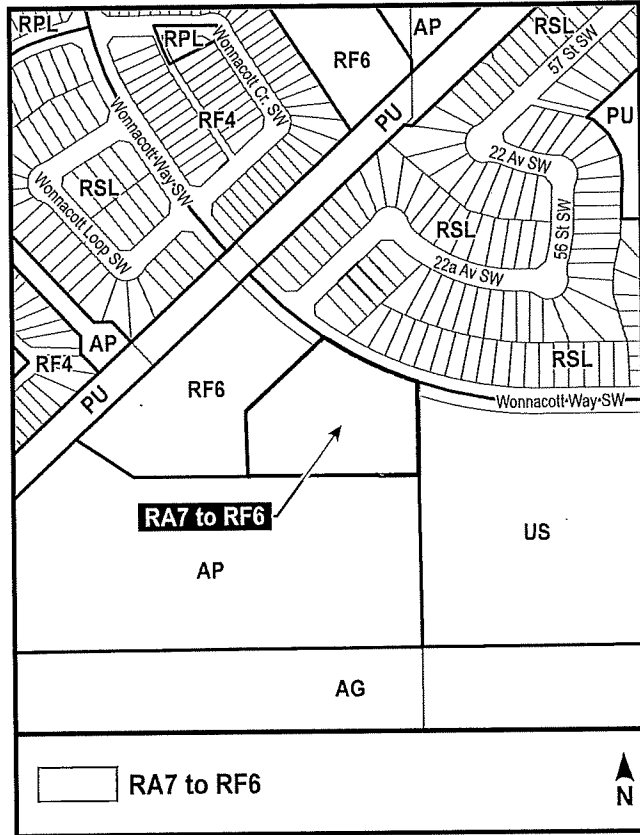 RPL
RPL
Wonnacott Cr. SW
RF6
AP
RSL
57 St SW
Wonnacott Way SW
RF4
PU
PU
22 Av SW
RSL
Wonnacott Loop SW
RSL
56 St SW
22a Av SW
AP
RF4
RSL
PU
RF6
Wonnacott Way SW
RA7 to RF6
US
AP
AG
RA7 to RF6
N